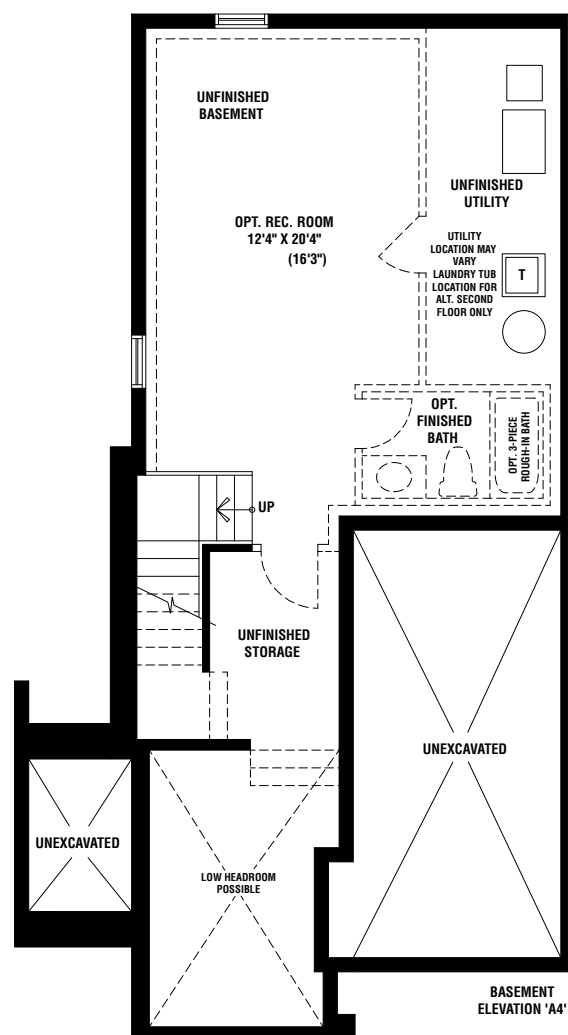 UNFINISHED
BASEMENT
UNFINISHED
UTILITY
OPT. REC. ROOM
12'4" X 20'4"
(16'3")
UTILITY
LOCATION MAY
VARY
LAUNDRY TUB
LOCATION FOR
ALT. SECOND
FLOOR ONLY
T
OPT.
FINISHED
BATH
OPT. 3-PIECE
ROUGH-IN BATH
UP
UNFINISHED
STORAGE
UNEXCAVATED
UNEXCAVATED
LOW HEADROOM
POSSIBLE
BASEMENT
ELEVATION 'A4'